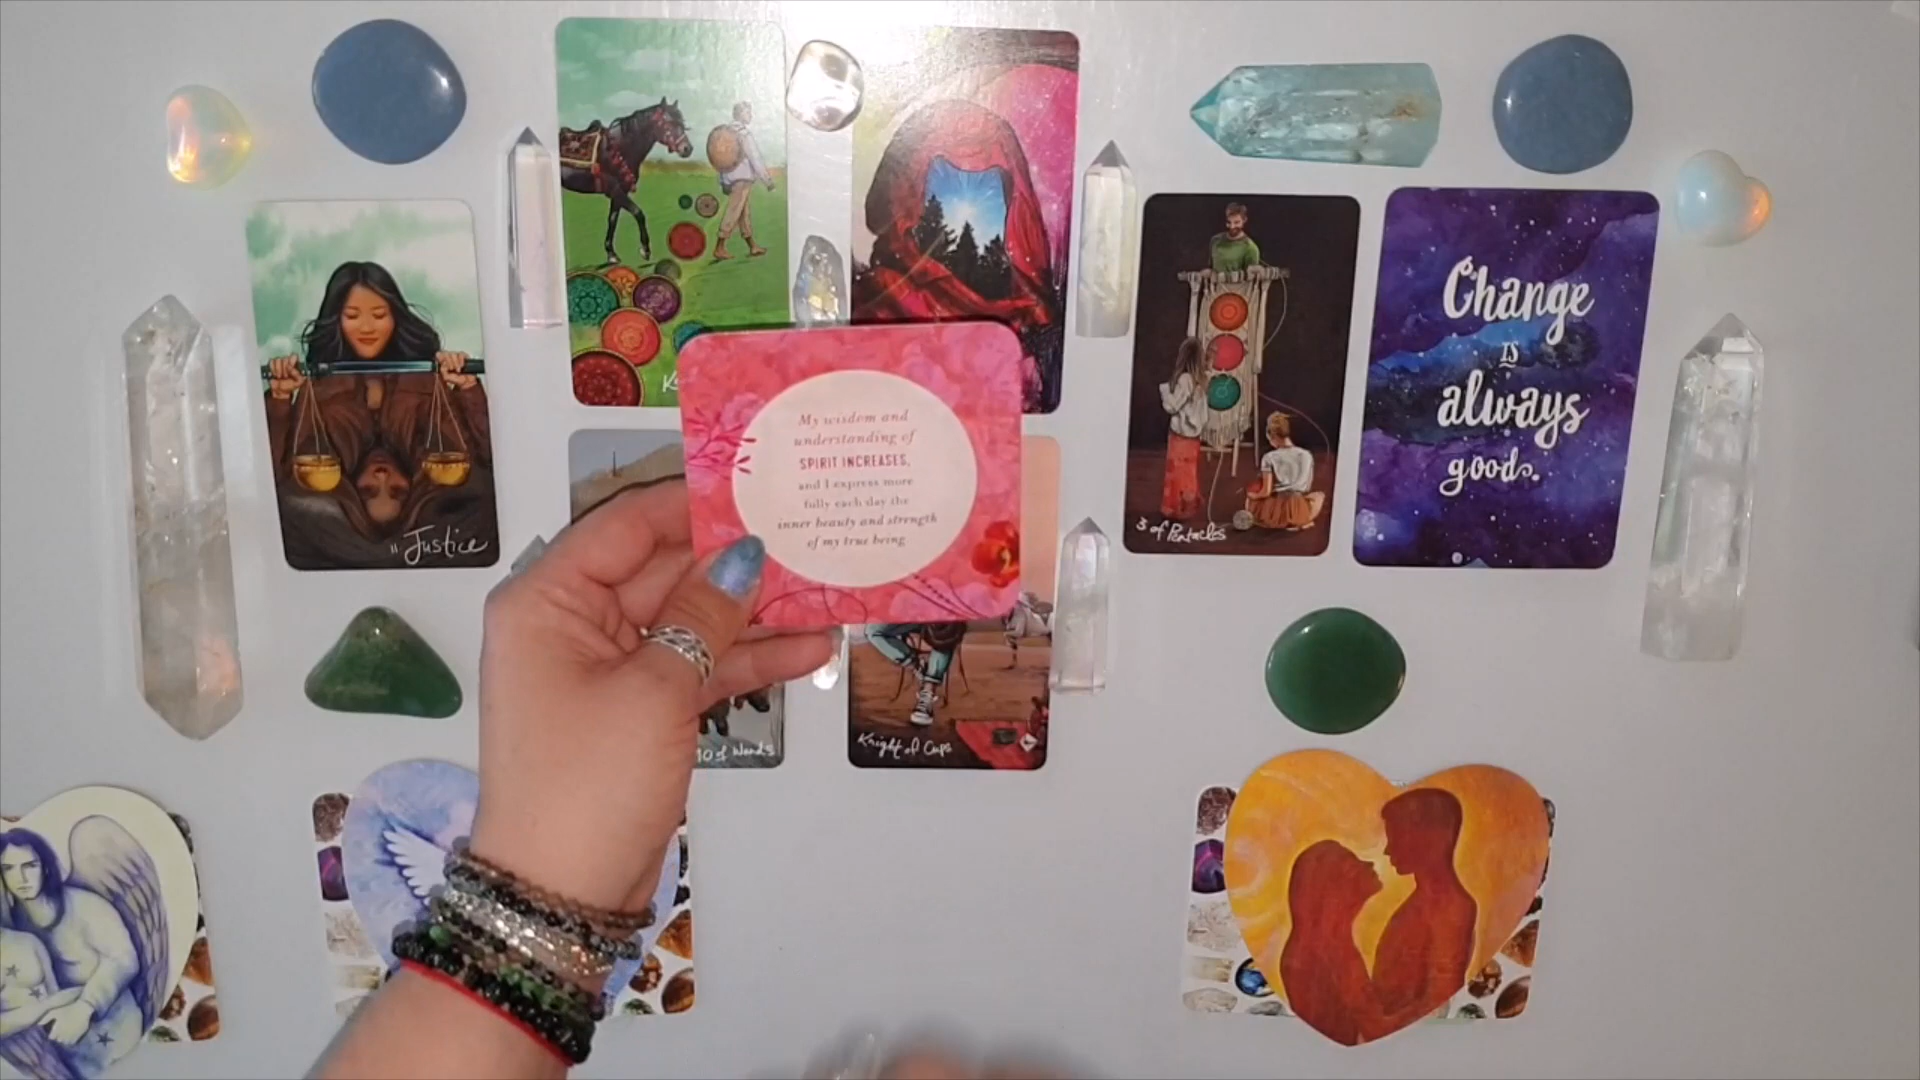 My wisdom and
understanding of
SPIRIT INCREASES,
and I express more
fully each day the
inner beauty and strength
of my true being
Change
IS
always
good.
11 Justice
3 of Pentacles
10 of Wands
Knight of Cups